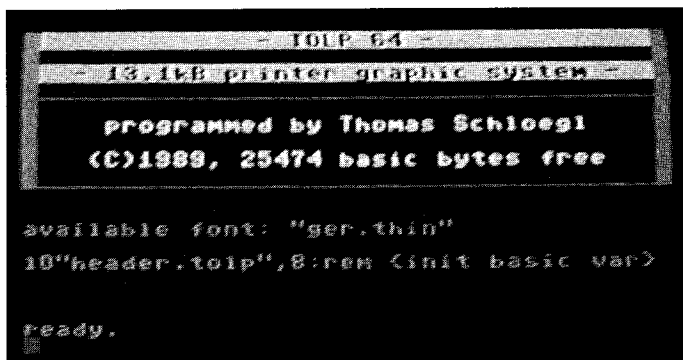 - TOLP 64 -
- 13.1kB printer graphic system -
programmed by Thomas Schloegl
(C)1989, 25474 basic bytes free
available font: "ger.thin"
lO"header.tolp",8:rem <init basic var>
ready.